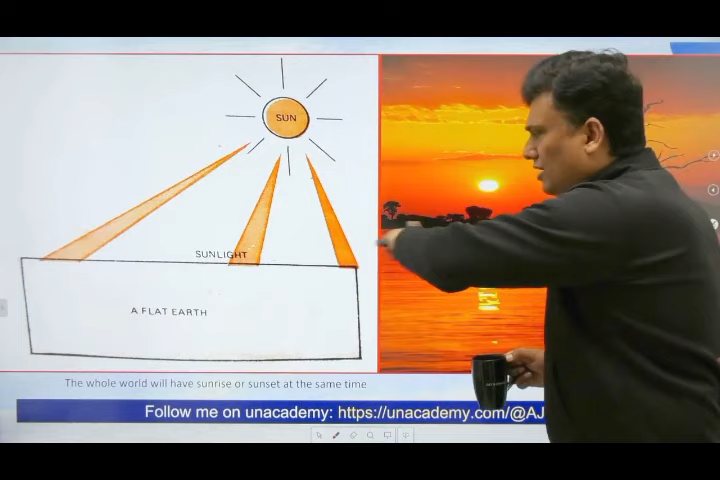 SUN
SUNLIGHT
A FLAT EARTH
The whole world will have sunrise or sunset at the same time
Follow me on unacademy: https://unacademy.com/@AJ